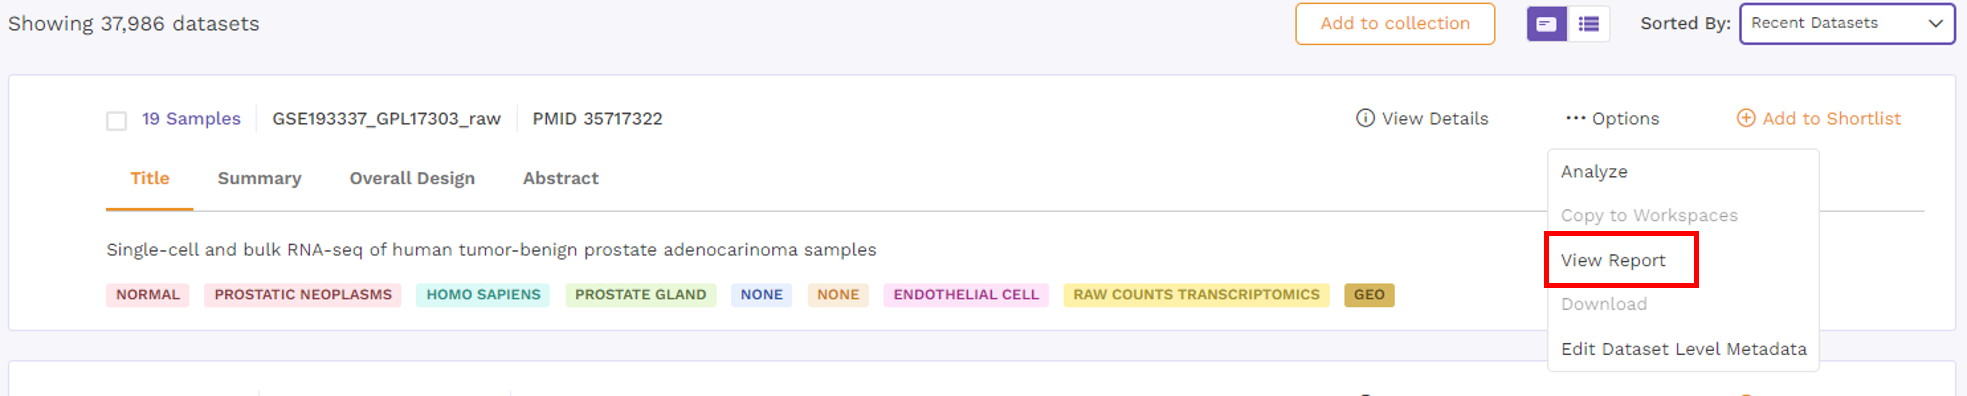 Showing 37,986 datasets
Add to collection
Sorted By: Recent Datasets
19 Samples GSE193337_GPL17303_raw PMID 35717322
View Details ··· Options Add to Shortlist
Title Summary Overall Design Abstract
Analyze
Copy to Workspaces
View Report
Download
Edit Dataset Level Metadata
Single-cell and bulk RNA-seq of human tumor-benign prostate adenocarinoma samples
NORMAL PROSTATIC NEOPLASMS HOMO SAPIENS PROSTATE GLAND NONE NONE ENDOTHELIAL CELL RAW COUNTS TRANSCRIPTOMICS GEO